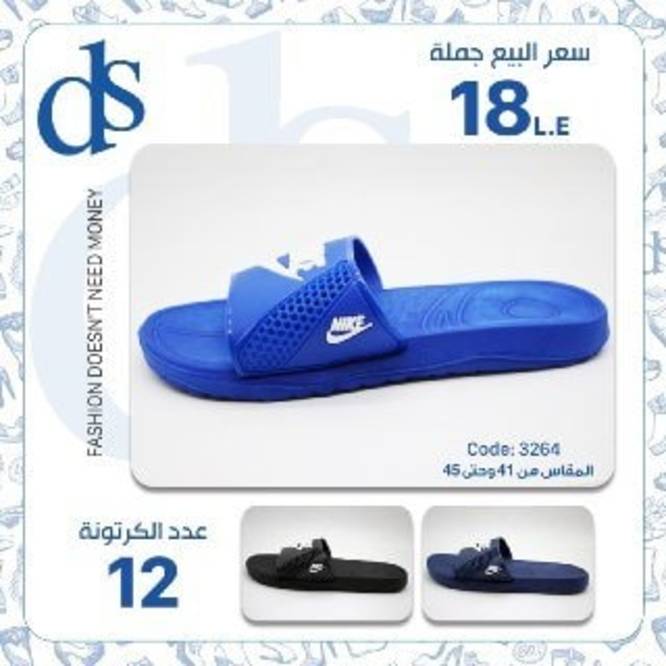 ds
سعر البيع جملة
18 L.E
FASHION DOESN'T NEED MONEY
NIKE
Code: 3264
المقاس من 41 وحتى 45
عدد الكرتونة
12